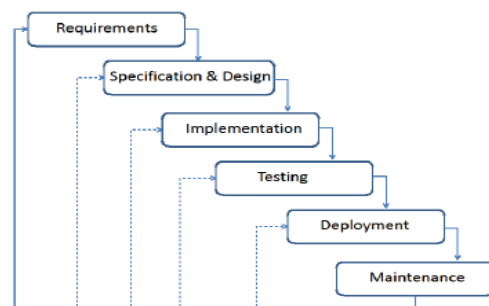 Requirements
Specification & Design
Implementation
Testing
Deployment
Maintenance